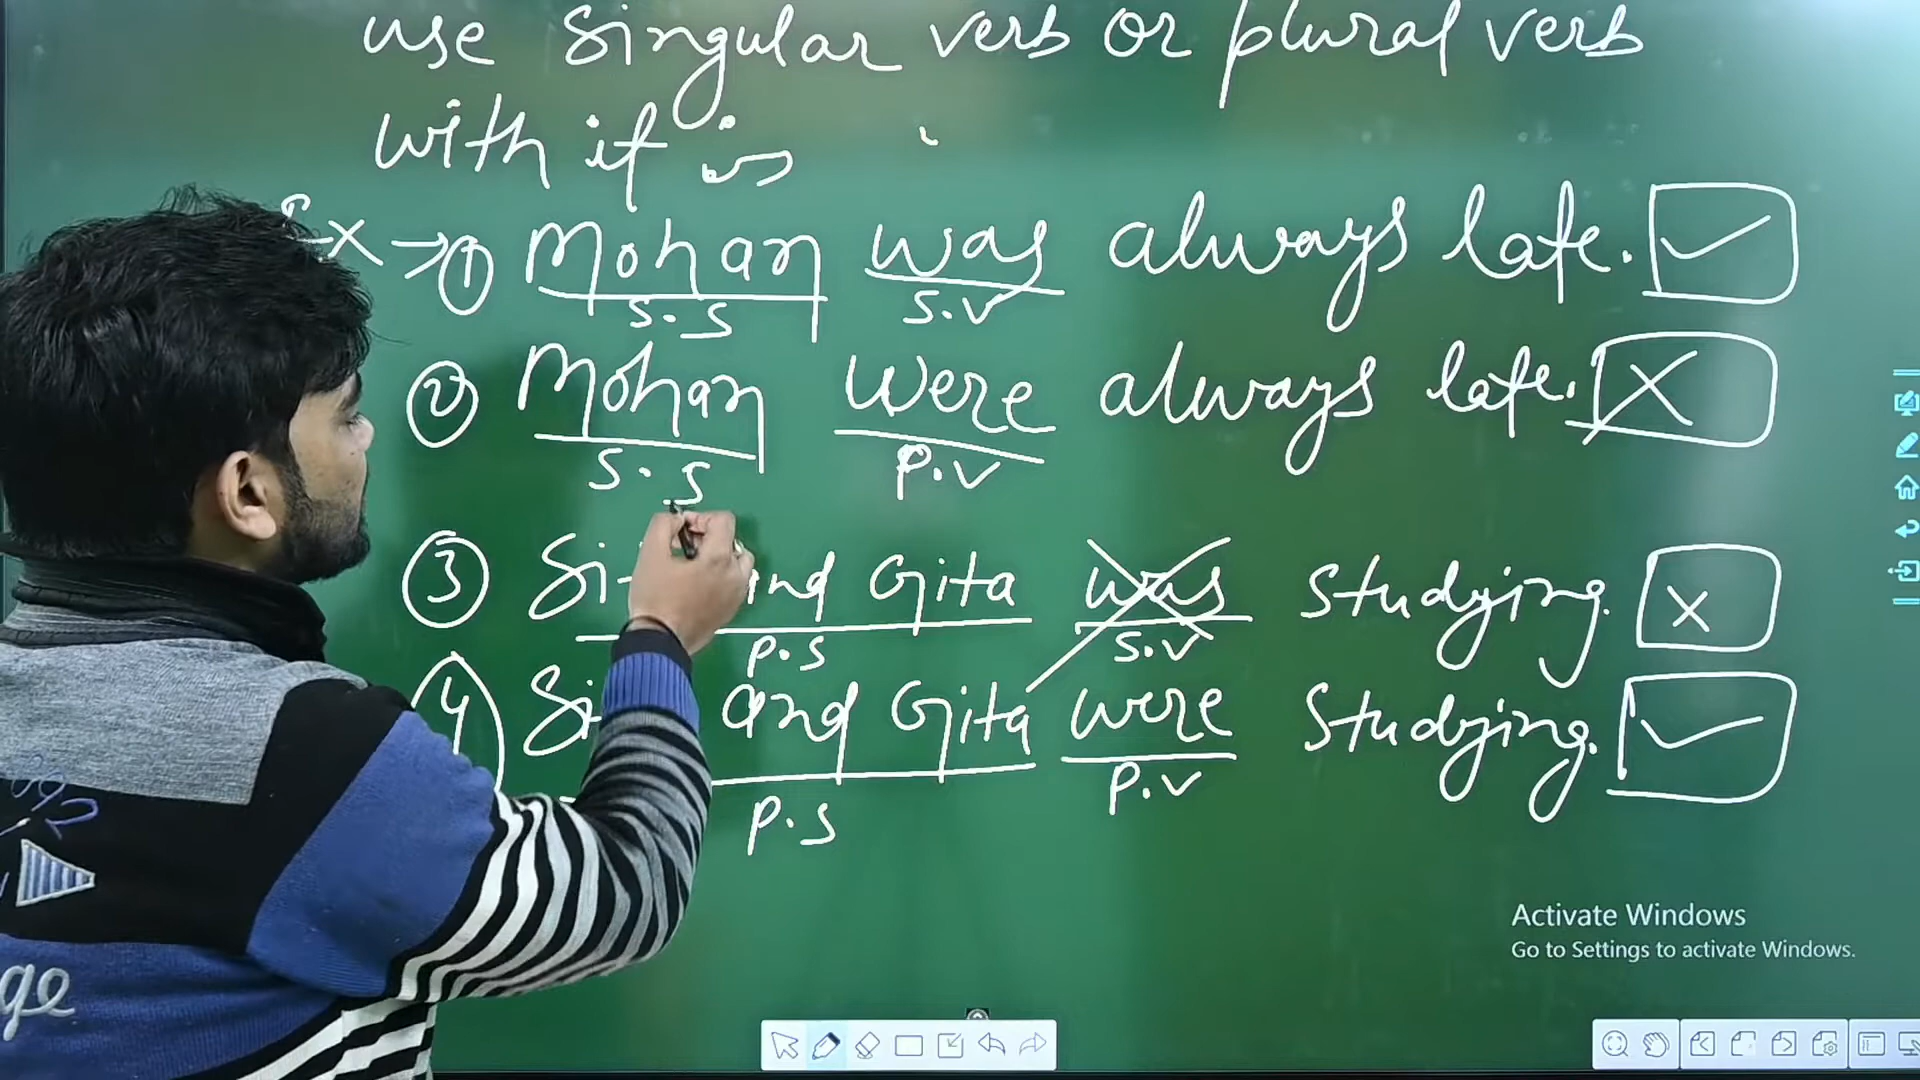 use singular verb or plural verb
with it is
Ex → ① Mohan was always late. ✓
S.S S.V
② Mohan were always late. ×
S.S P.V
③ and Gita was studying. ×
P.S S.V
4 and Gita were studying. ✓
P.S P.V
Activate Windows
Go to Settings to activate Windows.